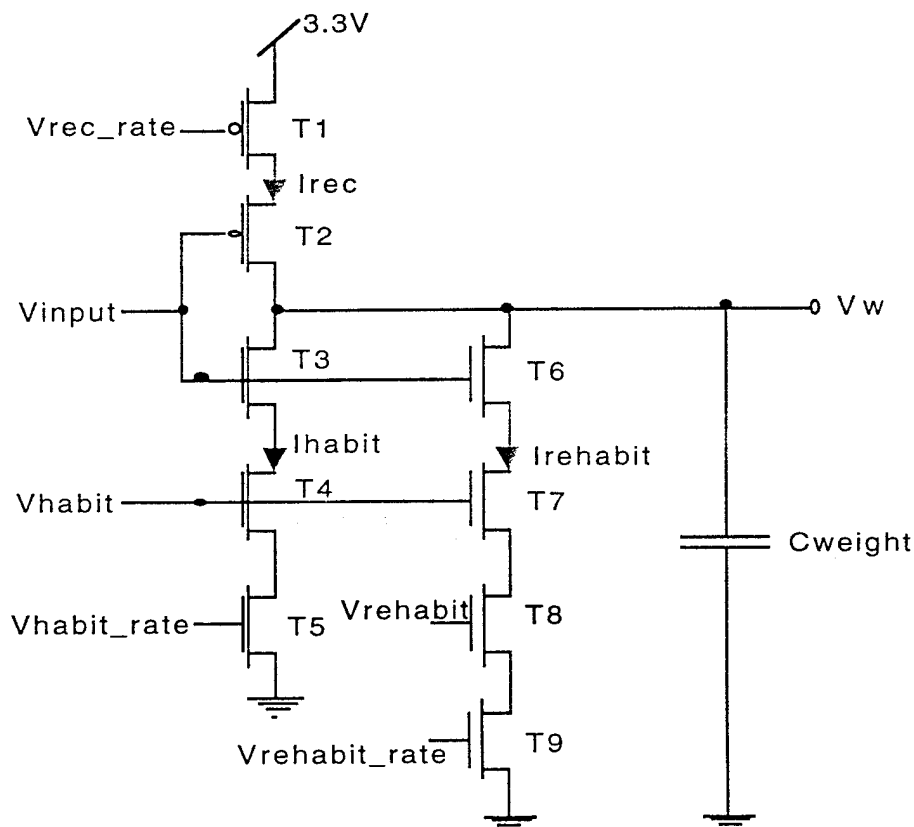 3.3V
Vrec_rate
T1
Irec
T2
Vinput
Vw
T3
T6
Ihabit
Irehabit
Vhabit
T4
T7
Cweight
Vhabit_rate
T5
Vrehabit
T8
Vrehabit_rate
T9